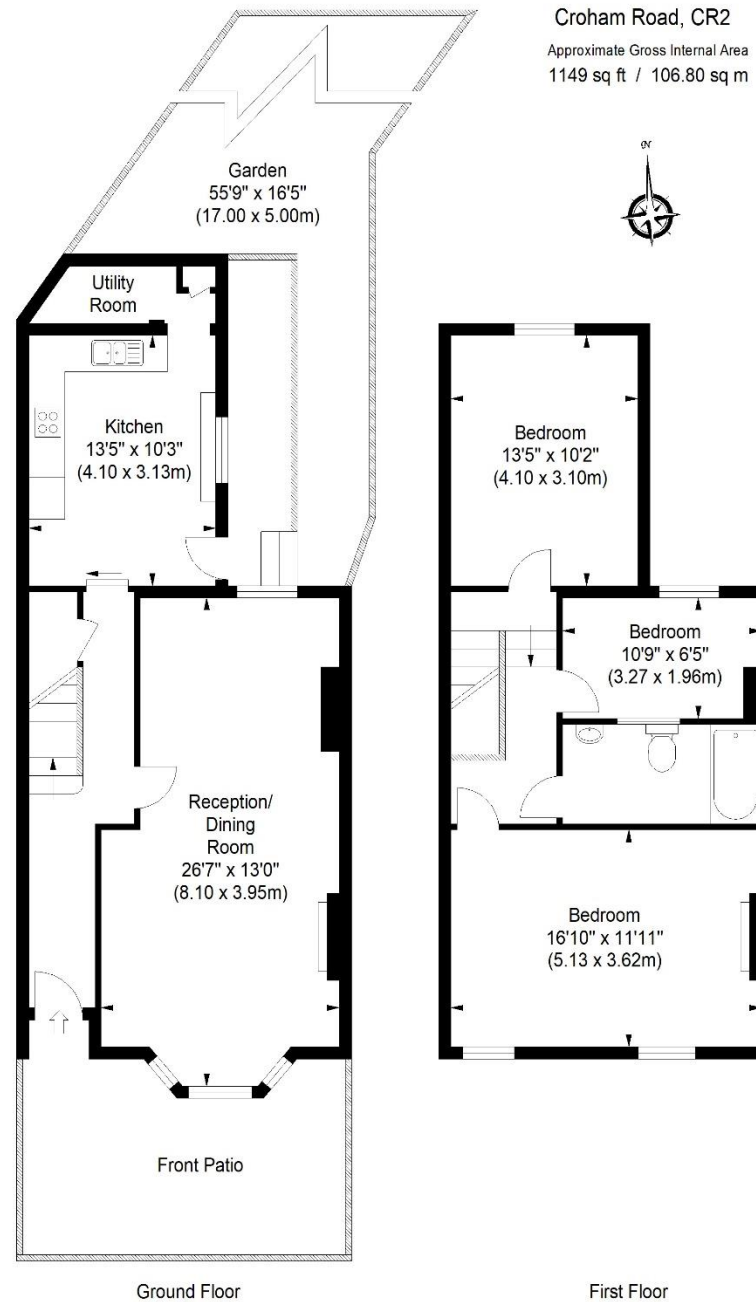 Croham Road, CR2
Approximate Gross Internal Area
1149 sq ft / 106.80 sq m
N
Garden
55'9" x 16'5"
(17.00 x 5.00m)
Utility
Room
Kitchen
13'5" x 10'3"
(4.10 x 3.13m)
Bedroom
13'5" x 10'2"
(4.10 x 3.10m)
Bedroom
10'9" x 6'5"
(3.27 x 1.96m)
Reception/
Dining
Room
26'7" x 13'0"
(8.10 x 3.95m)
Bedroom
16'10" x 11'11"
(5.13 x 3.62m)
Front Patio
Ground Floor
First Floor